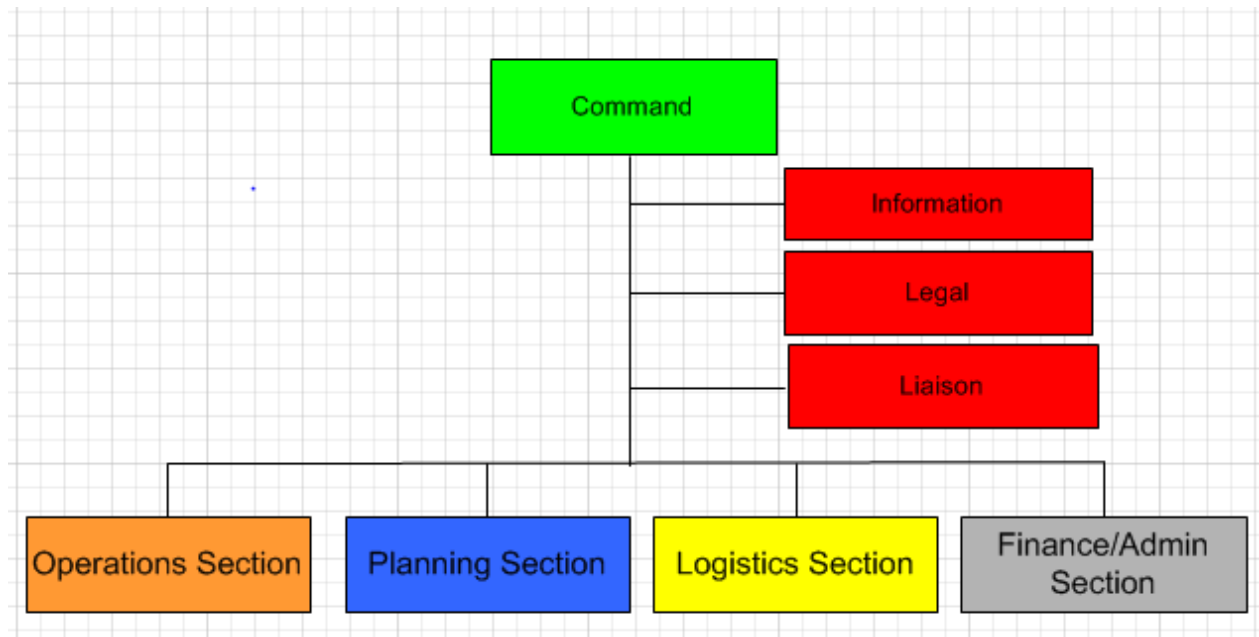 Command
Information
Legal
Liaison
Operations Section
Planning Section
Logistics Section
Finance/Admin
Section